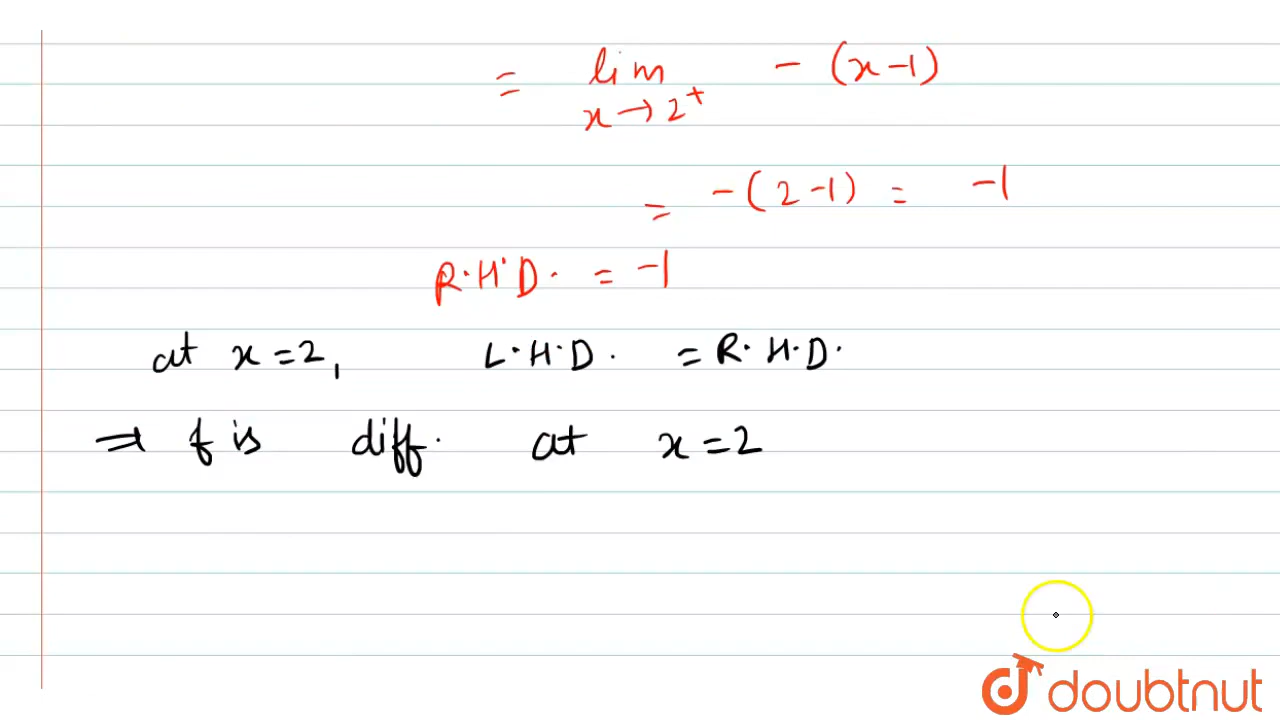 = lim - (x-1)
x→2⁺
= -(2-1) = -1
R.H.D. = -1
at x=2, L.H.D. = R.H.D.
⇒ f is diff. at x=2
doubtnut